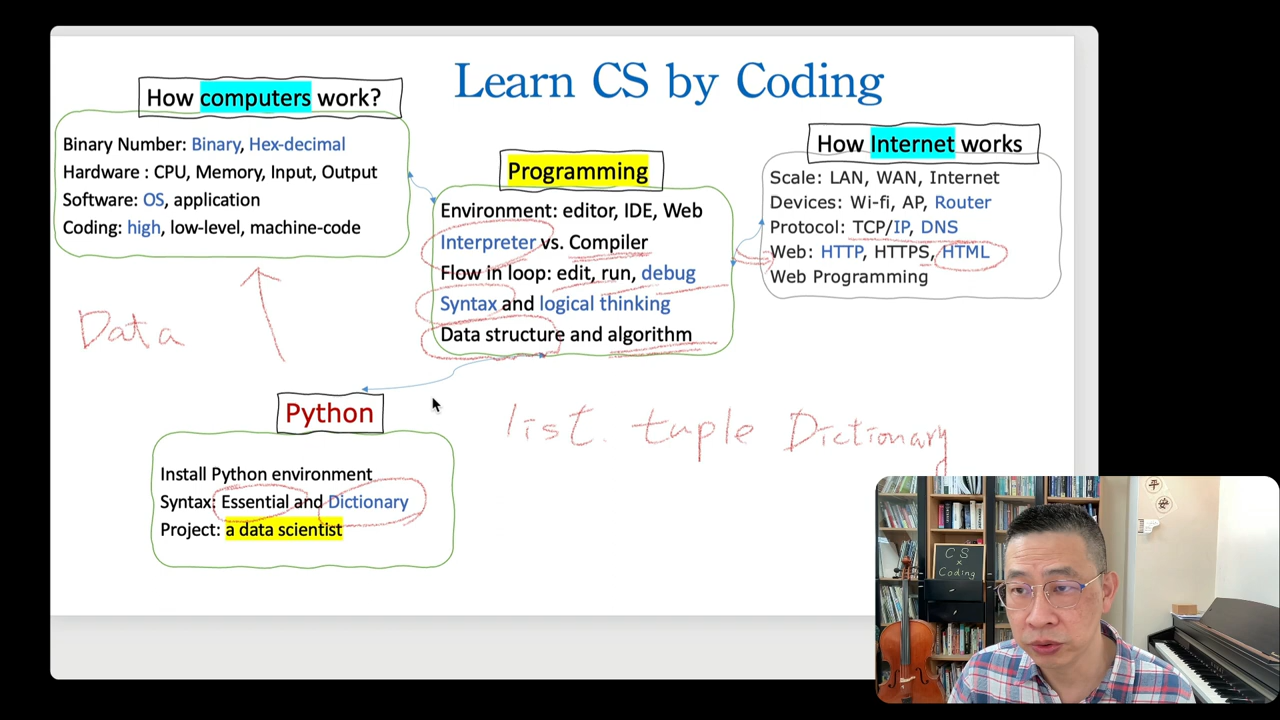 Learn CS by Coding
How computers work?
Binary Number: Binary, Hex-decimal
Hardware : CPU, Memory, Input, Output
Software: OS, application
Coding: high, low-level, machine-code
Programming
Environment: editor, IDE, Web
Interpreter vs. Compiler
Flow in loop: edit, run, debug
Syntax and logical thinking
Data structure and algorithm
How Internet works
Scale: LAN, WAN, Internet
Devices: Wi-fi, AP, Router
Protocol: TCP/IP, DNS
Web: HTTP, HTTPS, HTML
Web Programming
Data
Python
Install Python environment
Syntax: Essential and Dictionary
Project: a data scientist
list. tuple Dictionary
平
安
CS
x
Coding